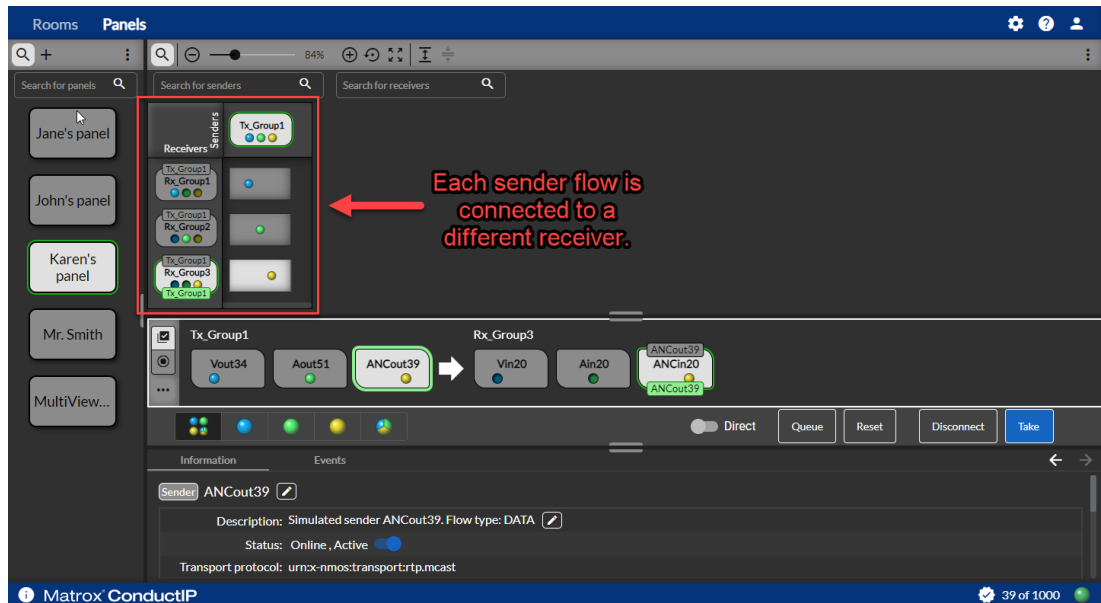 Rooms Panels
Search for panels
84%
Search for senders
Search for receivers
Jane's panel
John's panel
Karen's
panel
Mr. Smith
MultiView...
Senders
Receivers
Tx_Group1
Tx_Group1
Rx_Group1
Tx_Group1
Rx_Group2
Tx_Group1
Rx_Group3
Tx_Group1
Each sender flow is
connected to a
different receiver.
Tx_Group1
Rx_Group3
Vout34
Aout51
ANCout39
Vin20
Ain20
ANCout39
ANCin20
ANCout39
Direct
Queue
Reset
Disconnect
Take
Information
Events
Sender ANCout39
Description: Simulated sender ANCout39. Flow type: DATA
Status: Online , Active
Transport protocol: urn:x-nmos:transport:rtp.mcast
Matrox® ConductIP
39 of 1000